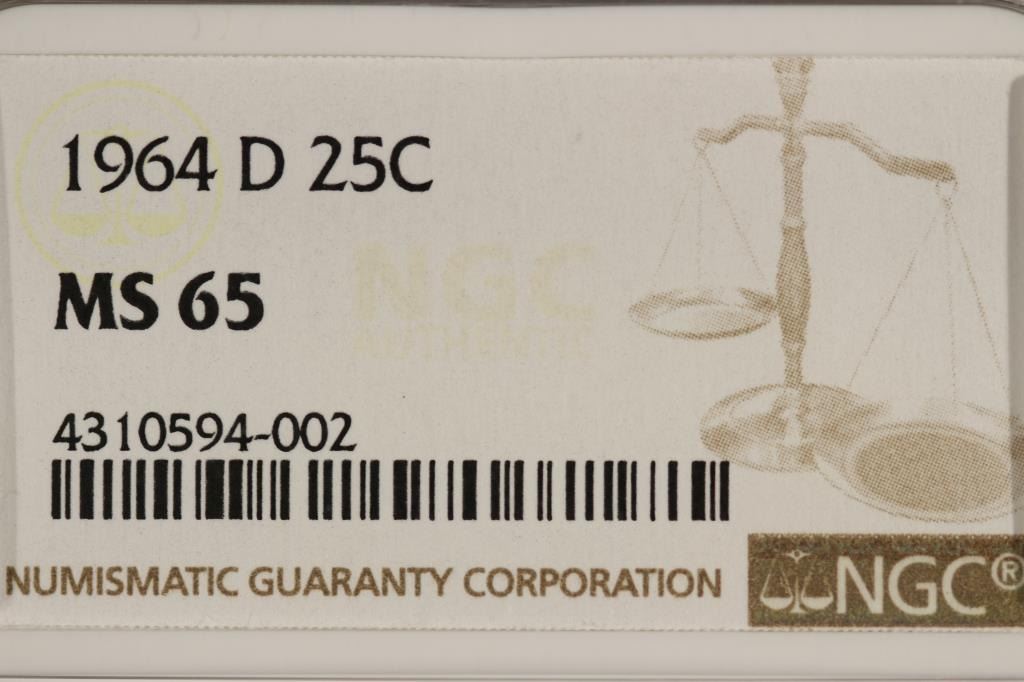 1964 D 25C
NGC
AUTHENTIC
MS 65
4310594-002
NUMISMATIC GUARANTY CORPORATION
NGC®